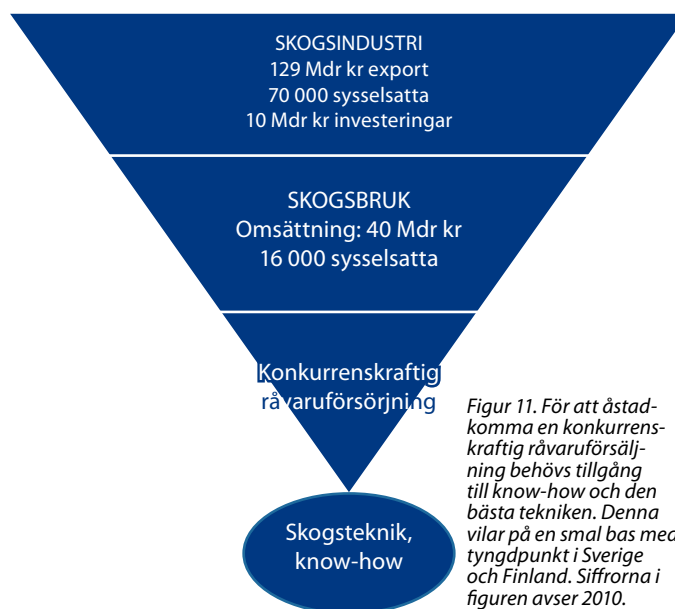 SKOGSINDUSTRI
129 Mdr kr export
70 000 sysselsatta
10 Mdr kr investeringar
SKOGSBRUK
Omsättning: 40 Mdr kr
16 000 sysselsatta
Konkurrenskraftig
råvaruförsörjning
Skogsteknik,
know-how
Figur 11. För att åstad-
komma en konkurrens-
kraftig råvaruförsälj-
ning behövs tillgång
till know-how och den
bästa tekniken. Denna
vilar på en smal bas med
tyngdpunkt i Sverige
och Finland. Siffrorna i
figuren avser 2010.